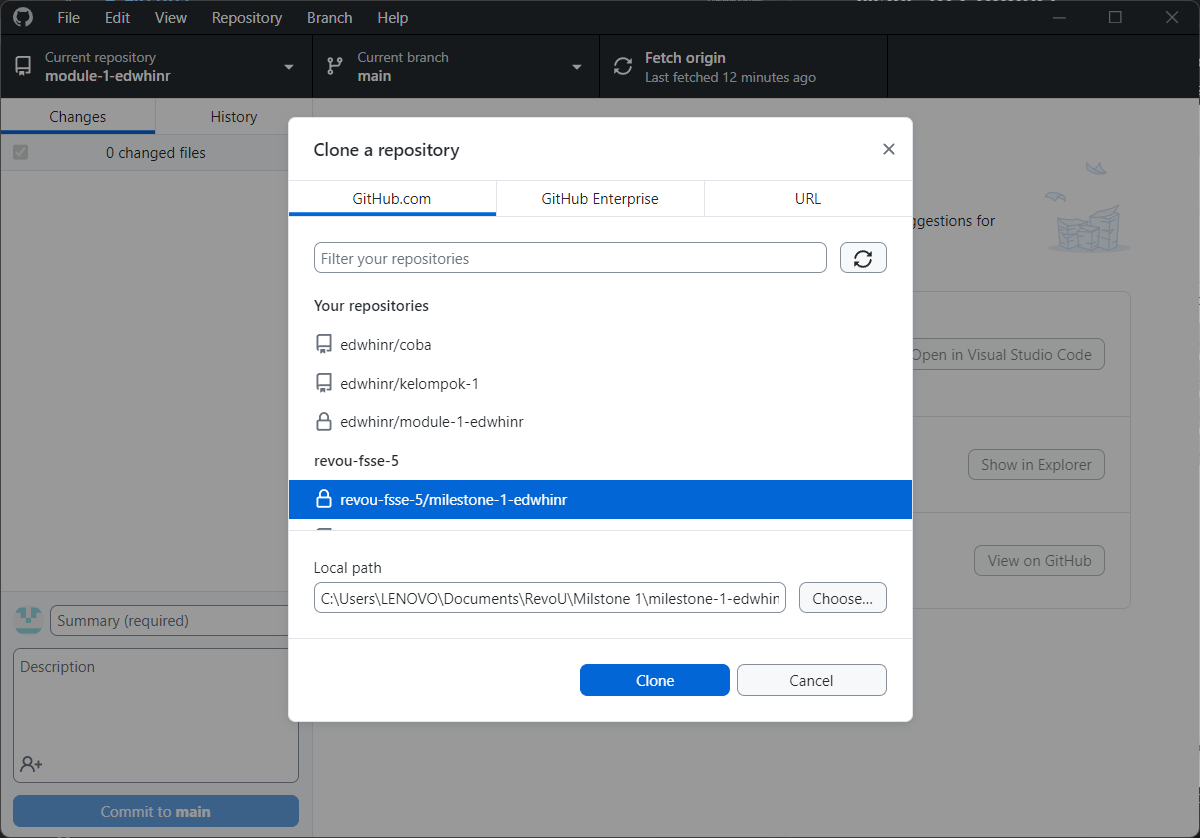 File Edit View Repository Branch Help
Current repository
module-1-edwhinr
Current branch
main
Fetch origin
Last fetched 12 minutes ago
Changes
History
0 changed files
Clone a repository
GitHub.com
GitHub Enterprise
URL
Filter your repositories
Your repositories
edwhinr/coba
edwhinr/kelompok-1
edwhinr/module-1-edwhinr
revou-fsse-5
revou-fsse-5/milestone-1-edwhinr
Local path
C:\Users\LENOVO\Documents\RevoU\Milstone 1\milestone-1-edwhin
Choose...
Clone
Cancel
ggestions for
Open in Visual Studio Code
Show in Explorer
View on GitHub
Summary (required)
Description
Commit to main